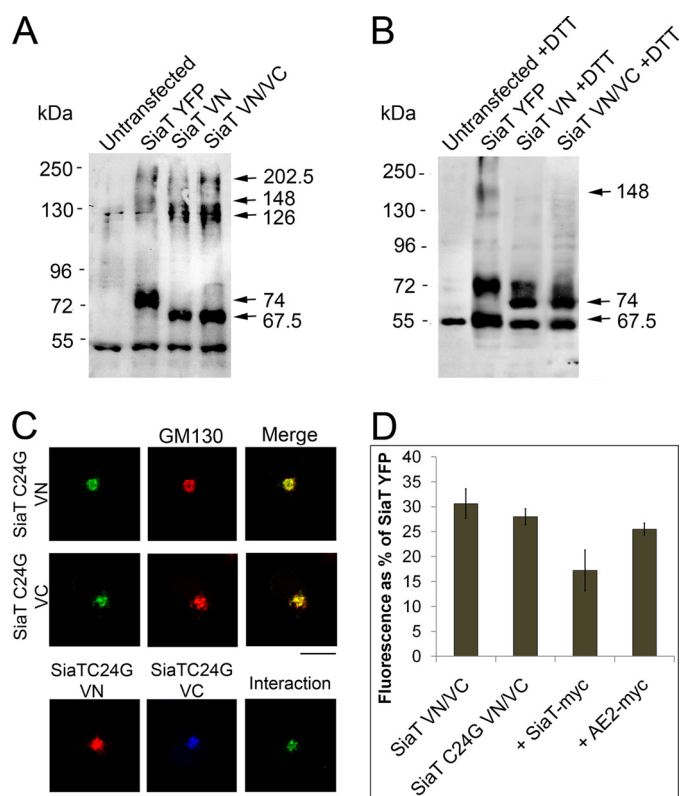 A
kDa
Untransfected
SiaT YFP
SiaT VN
SiaT VN/VC
250 -
130 -
96 -
72 -
55 -
202.5
148
126
74
67.5
B
kDa
Untransfected +DTT
SiaT YFP
SiaT VN +DTT
SiaT VN/VC +DTT
250 -
130 -
96 -
72 -
55 -
148
74
67.5
C
GM130
Merge
SiaT C24G
VN
SiaT C24G
VC
SiaTC24G
VN
SiaTC24G
VC
Interaction
D
Fluorescence as % of SiaT YFP
40
35
30
25
20
15
10
5
0
SiaT VN/VC
SiaT C24G VN/VC
+ SiaT-myc
+ AE2-myc